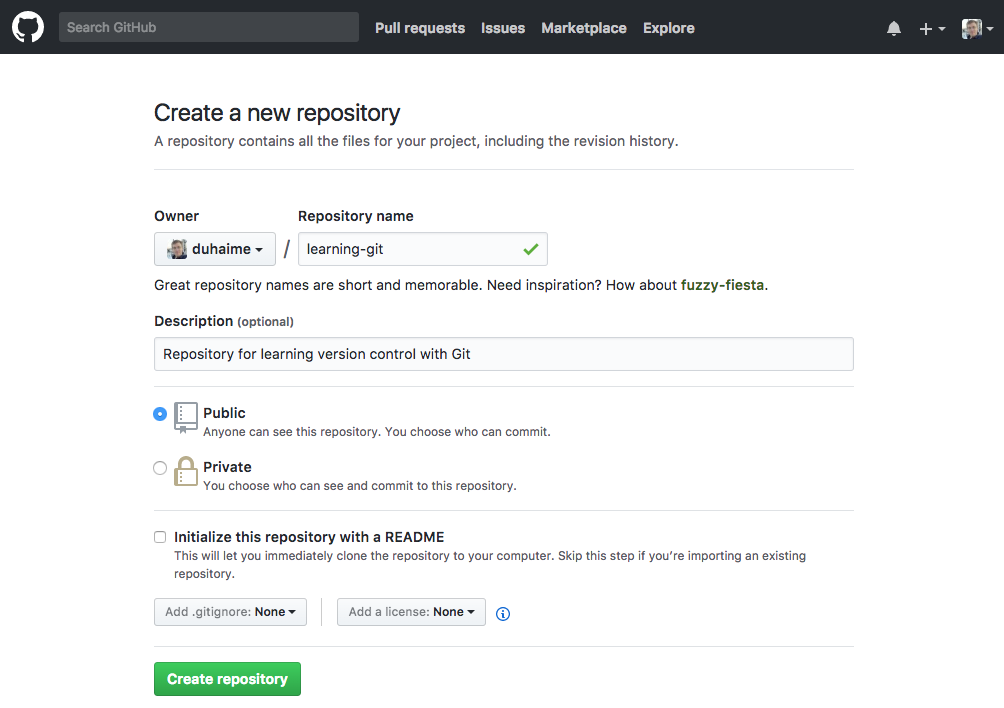 Search GitHub Pull requests Issues Marketplace Explore
Create a new repository
A repository contains all the files for your project, including the revision history.
Owner Repository name
duhaime / learning-git
Great repository names are short and memorable. Need inspiration? How about fuzzy-fiesta.
Description (optional)
Repository for learning version control with Git
Public
Anyone can see this repository. You choose who can commit.
Private
You choose who can see and commit to this repository.
Initialize this repository with a README
This will let you immediately clone the repository to your computer. Skip this step if you’re importing an existing
repository.
Add .gitignore: None Add a license: None
Create repository